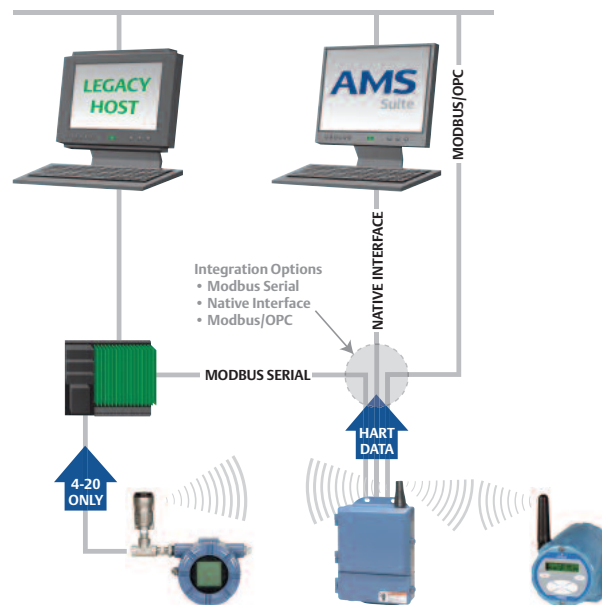 LEGACY
HOST
AMS
Suite
MODBUS/OPC
NATIVE INTERFACE
Integration Options
• Modbus Serial
• Native Interface
• Modbus/OPC
MODBUS SERIAL
HART
DATA
4-20
ONLY